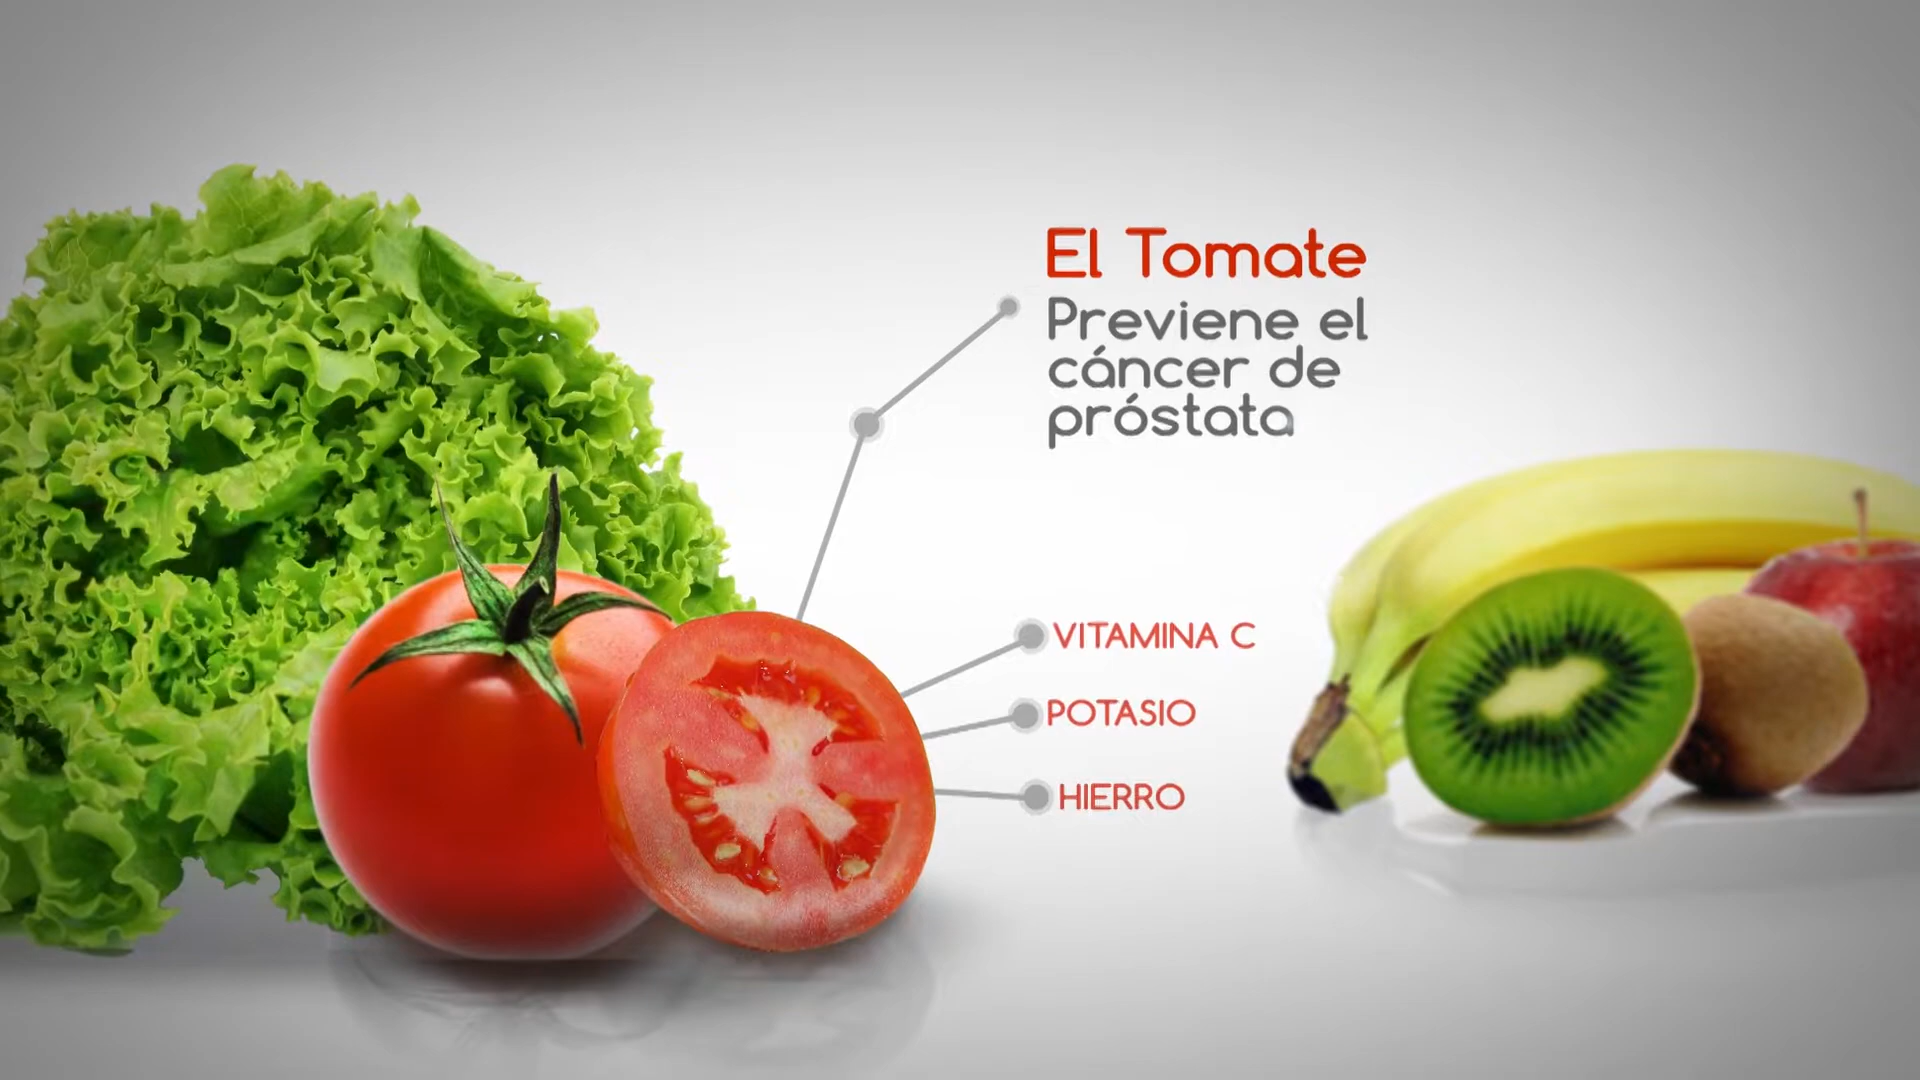 El Tomate
Previene el
cáncer de
próstata
VITAMINA C
POTASIO
HIERRO